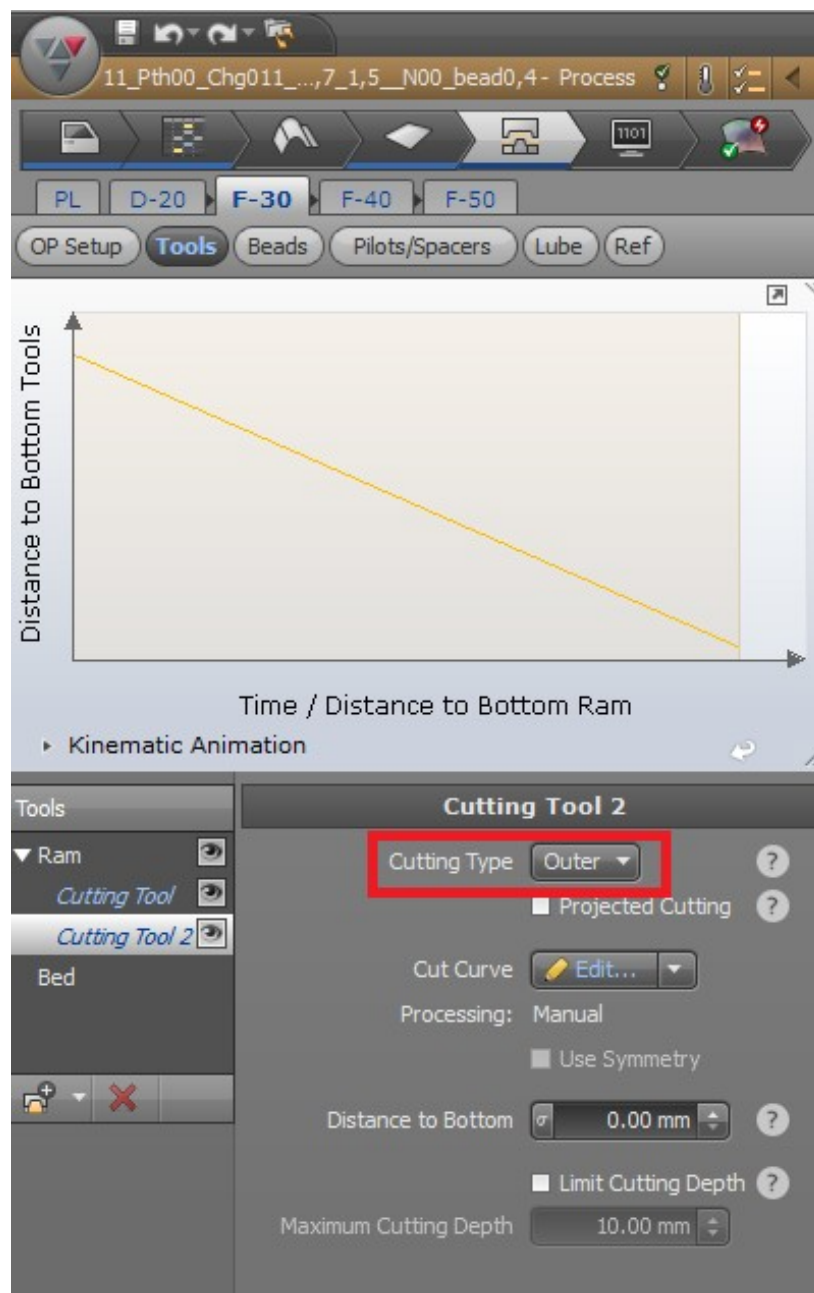 11_Pth00_Chg011_...,7_1,5__N00_bead0,4 - Process
1101
PL D-20 F-30 F-40 F-50
OP Setup Tools Beads Pilots/Spacers Lube Ref
Distance to Bottom Tools
Time / Distance to Bottom Ram
Kinematic Animation
Tools
Ram
Cutting Tool
Cutting Tool 2
Bed
Cutting Tool 2
Cutting Type Outer ?
Projected Cutting ?
Cut Curve Edit...
Processing: Manual
Use Symmetry
Distance to Bottom σ 0.00 mm ?
Limit Cutting Depth ?
Maximum Cutting Depth 10.00 mm